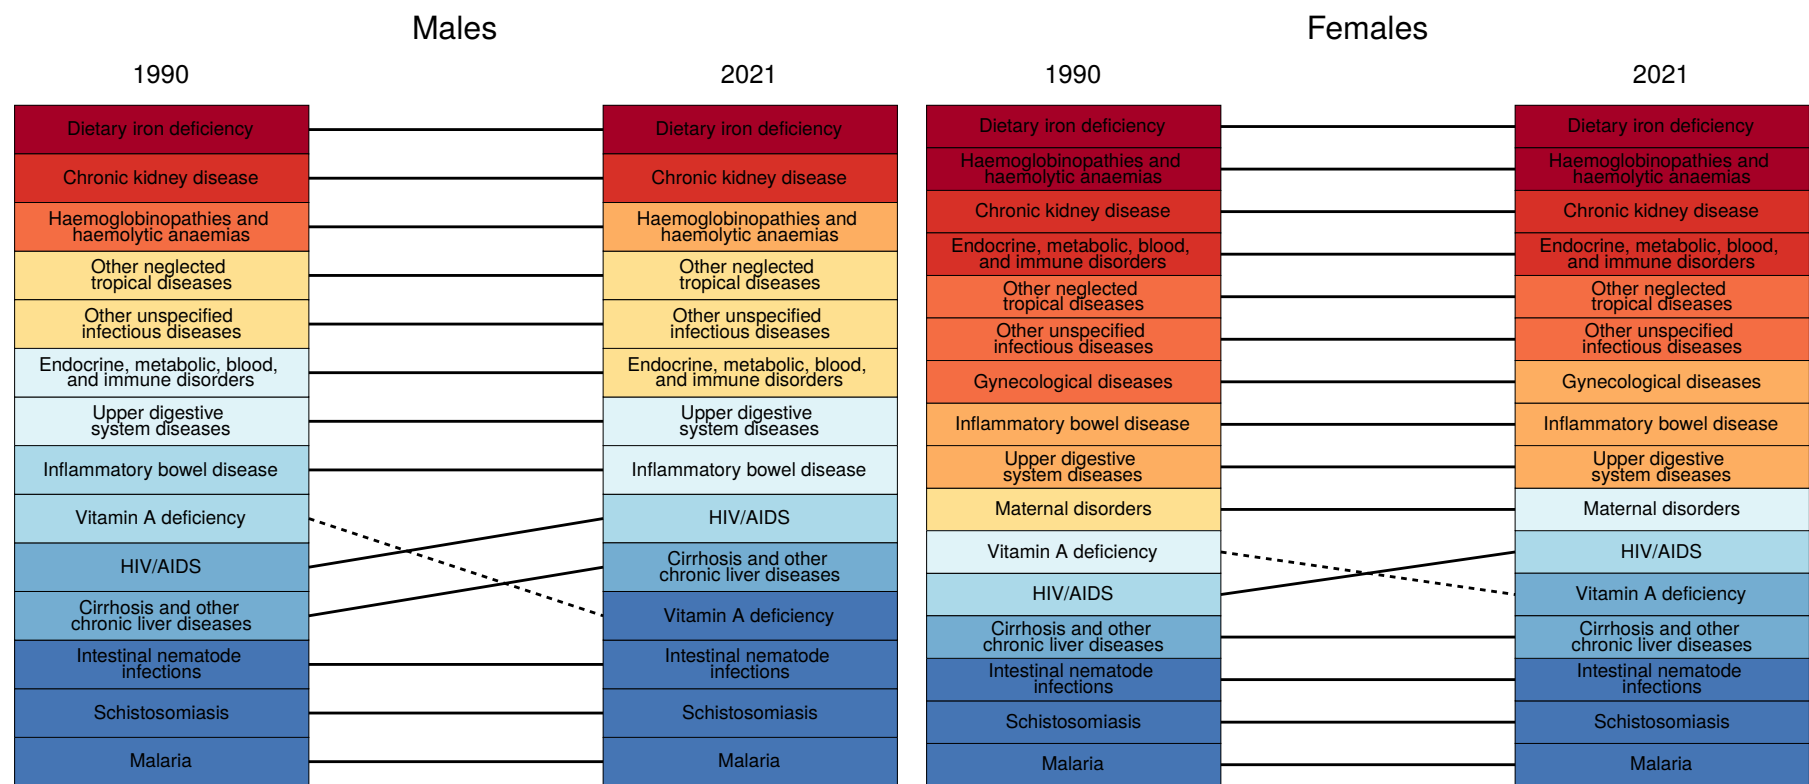 Males
1990
2021
Dietary iron deficiency
Chronic kidney disease
Haemoglobinopathies and
haemolytic anaemias
Other neglected
tropical diseases
Other unspecified
infectious diseases
Endocrine, metabolic, blood,
and immune disorders
Upper digestive
system diseases
Inflammatory bowel disease
Vitamin A deficiency
HIV/AIDS
Cirrhosis and other
chronic liver diseases
Intestinal nematode
infections
Schistosomiasis
Malaria
Dietary iron deficiency
Chronic kidney disease
Haemoglobinopathies and
haemolytic anaemias
Other neglected
tropical diseases
Other unspecified
infectious diseases
Endocrine, metabolic, blood,
and immune disorders
Upper digestive
system diseases
Inflammatory bowel disease
HIV/AIDS
Cirrhosis and other
chronic liver diseases
Vitamin A deficiency
Intestinal nematode
infections
Schistosomiasis
Malaria
Females
1990
2021
Dietary iron deficiency
Haemoglobinopathies and
haemolytic anaemias
Chronic kidney disease
Endocrine, metabolic, blood,
and immune disorders
Other neglected
tropical diseases
Other unspecified
infectious diseases
Gynecological diseases
Inflammatory bowel disease
Upper digestive
system diseases
Maternal disorders
Vitamin A deficiency
HIV/AIDS
Cirrhosis and other
chronic liver diseases
Intestinal nematode
infections
Schistosomiasis
Malaria
Dietary iron deficiency
Haemoglobinopathies and
haemolytic anaemias
Chronic kidney disease
Endocrine, metabolic, blood,
and immune disorders
Other neglected
tropical diseases
Other unspecified
infectious diseases
Gynecological diseases
Inflammatory bowel disease
Upper digestive
system diseases
Maternal disorders
HIV/AIDS
Vitamin A deficiency
Cirrhosis and other
chronic liver diseases
Intestinal nematode
infections
Schistosomiasis
Malaria